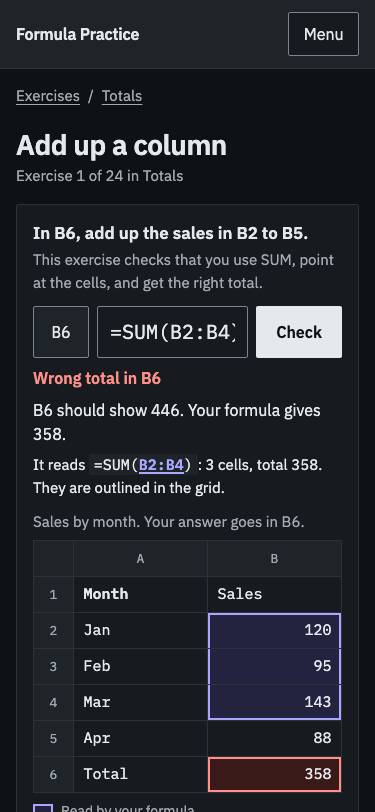 Formula Practice
Menu
Exercises / Totals
Add up a column
Exercise 1 of 24 in Totals
In B6, add up the sales in B2 to B5.
This exercise checks that you use SUM, point
at the cells, and get the right total.
B6
=SUM(B2:B4)
Check
Wrong total in B6
B6 should show 446. Your formula gives
358.
It reads =SUM(B2:B4) : 3 cells, total 358.
They are outlined in the grid.
Sales by month. Your answer goes in B6.
A B
1 Month Sales
2 Jan 120
3 Feb 95
4 Mar 143
5 Apr 88
6 Total 358
Read by your formula